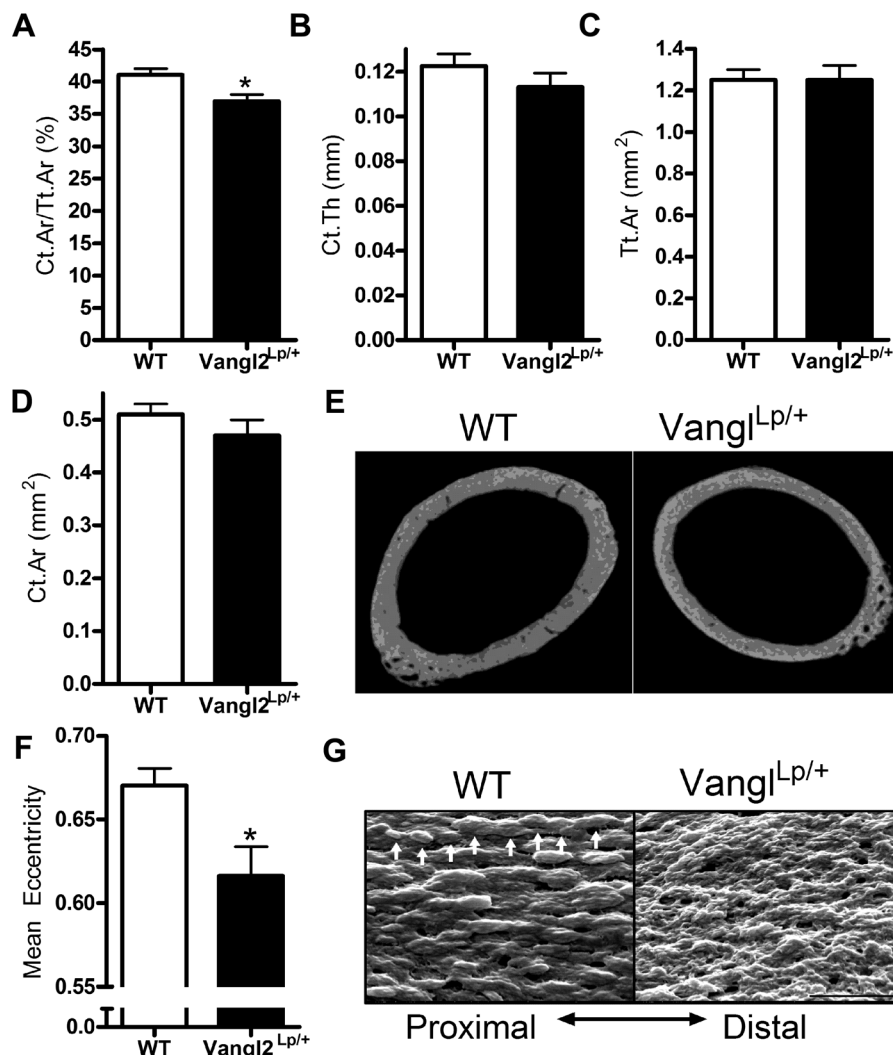 A
Ct.Ar/Tt.Ar (%)
45
40
35
30
25
20
15
10
5
0
*
WT
Vangl2Lp/+
B
Ct.Th (mm)
0.12
0.10
0.08
0.06
0.04
0.02
0.00
WT
Vangl2Lp/+
C
Tt.Ar (mm2)
1.4
1.2
1.0
0.8
0.6
0.4
0.2
0.0
WT
Vangl2Lp/+
D
Ct.Ar (mm2)
0.5
0.4
0.3
0.2
0.1
0.0
WT
Vangl2Lp/+
E
WT
VanglLp/+
F
Mean Eccentricity
0.70
0.65
0.60
0.55
0.0
*
WT
Vangl2Lp/+
G
WT
VanglLp/+
Proximal
Distal